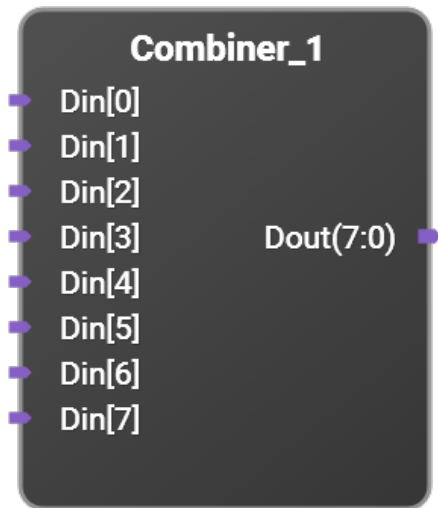 Combiner_1
Din[0]
Din[1]
Din[2]
Din[3] Dout(7:0)
Din[4]
Din[5]
Din[6]
Din[7]